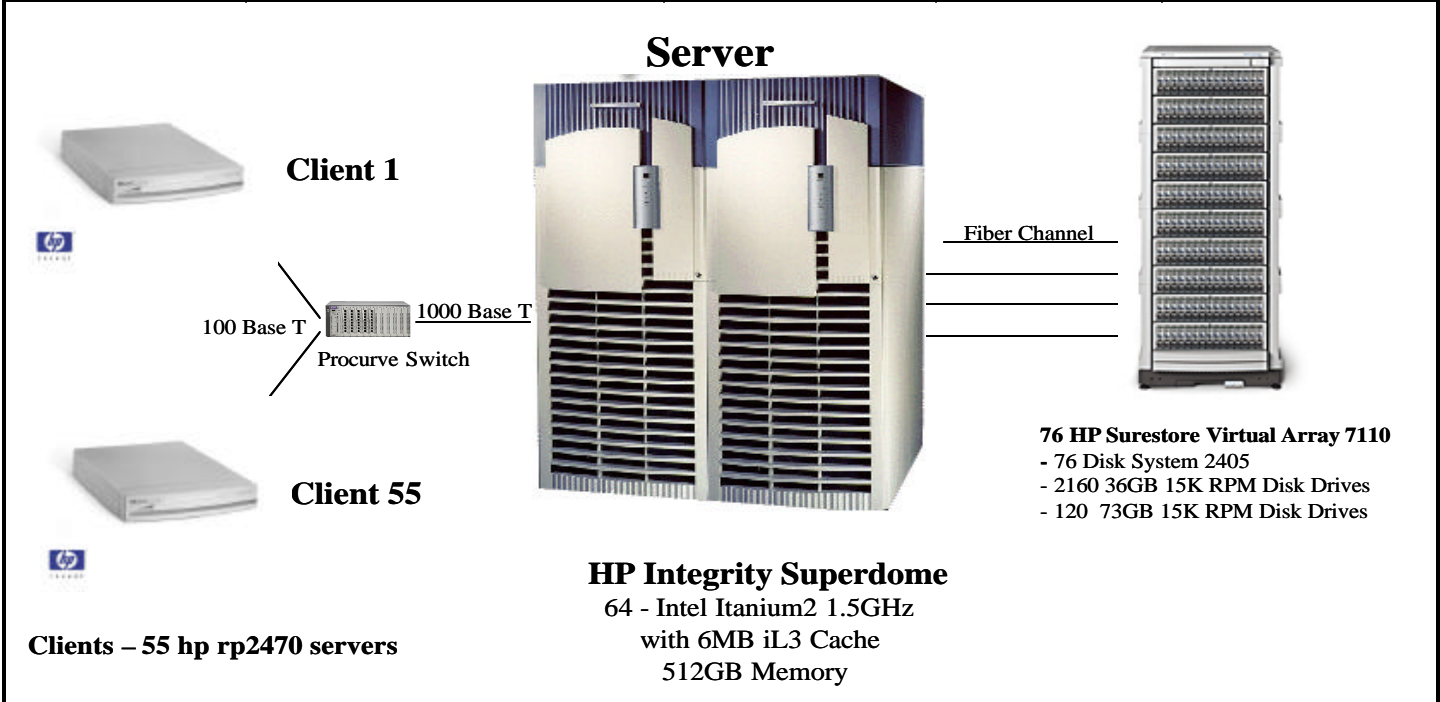 Server
Client 1
hp
Fiber Channel
1000 Base T
100 Base T
Procurve Switch
76 HP Surestore Virtual Array 7110
- 76 Disk System 2405
- 2160 36GB 15K RPM Disk Drives
- 120 73GB 15K RPM Disk Drives
Client 55
hp
HP Integrity Superdome
64 - Intel Itanium2 1.5GHz
with 6MB iL3 Cache
512GB Memory
Clients – 55 hp rp2470 servers